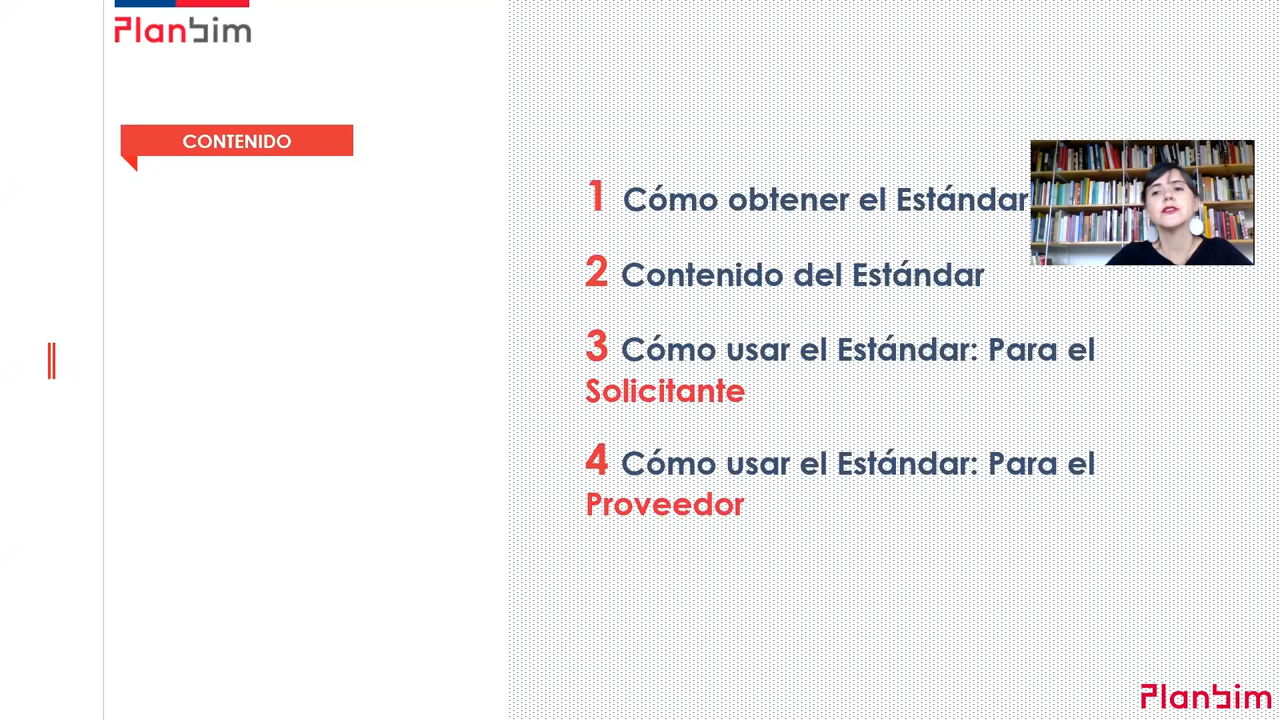 PlanBim
CONTENIDO
1 Cómo obtener el Estándar
2 Contenido del Estándar
3 Cómo usar el Estándar: Para el
Solicitante
4 Cómo usar el Estándar: Para el
Proveedor
PlanBim